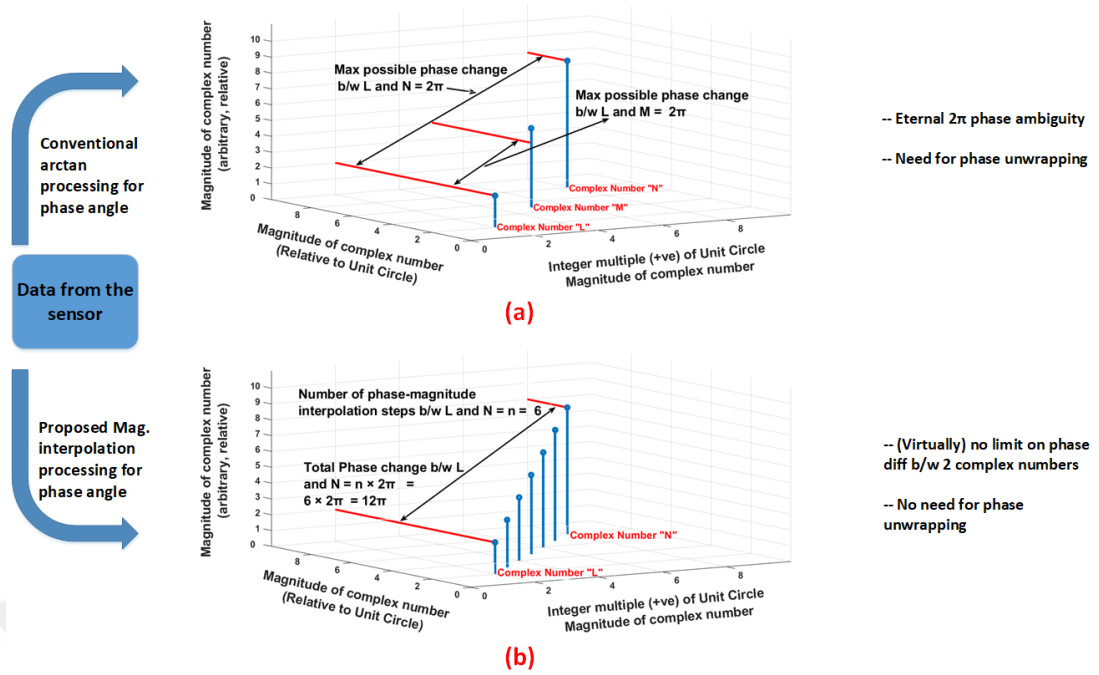 Conventional
arctan
processing for
phase angle
Data from the
sensor
Proposed Mag.
interpolation
processing for
phase angle
Magnitude of complex number
(arbitrary, relative)
10
9
8
7
6
5
4
3
2
1
0
Max possible phase change
b/w L and N = 2π
Max possible phase change
b/w L and M = 2π
Complex Number "N"
Complex Number "M"
Complex Number "L"
8
6
4
2
0
0
2
4
6
8
Magnitude of complex number
(Relative to Unit Circle)
Integer multiple (+ve) of Unit Circle
Magnitude of complex number
(a)
-- Eternal 2π phase ambiguity
-- Need for phase unwrapping
Magnitude of complex number
(arbitrary, relative)
10
9
8
7
6
5
4
3
2
1
0
Number of phase-magnitude
interpolation steps b/w L and N = n = 6
Total Phase change b/w L
and N = n × 2π =
6 × 2π = 12π
Complex Number "N"
Complex Number "L"
8
6
4
2
0
0
2
4
6
8
Magnitude of complex number
(Relative to Unit Circle)
Integer multiple (+ve) of Unit Circle
Magnitude of complex number
(b)
-- (Virtually) no limit on phase
diff b/w 2 complex numbers
-- No need for phase
unwrapping